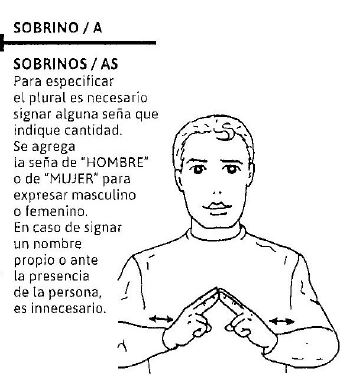 SOBRINO / A
SOBRINOS / AS
Para especificar
el plural es necesario
signar alguna seña que
indique cantidad.
Se agrega
la seña de "HOMBRE"
o de "MUJER" para
expresar masculino
o femenino.
En caso de signar
un nombre
propio o ante
la presencia
de la persona,
es innecesario.